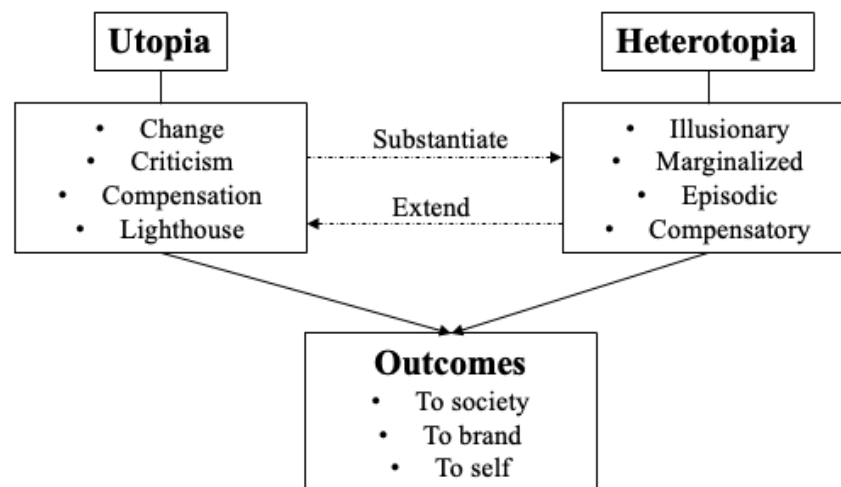 Utopia
Heterotopia
• Change
• Criticism
• Compensation
• Lighthouse
Substantiate
Extend
• Illusionary
• Marginalized
• Episodic
• Compensatory
Outcomes
• To society
• To brand
• To self